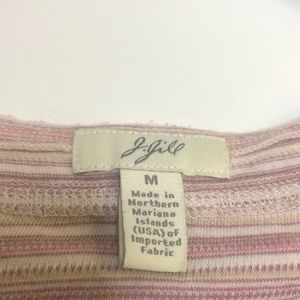 J.Jill
M
Made in
Northern
Mariana
Islands
(USA) of
Imported
Fabric